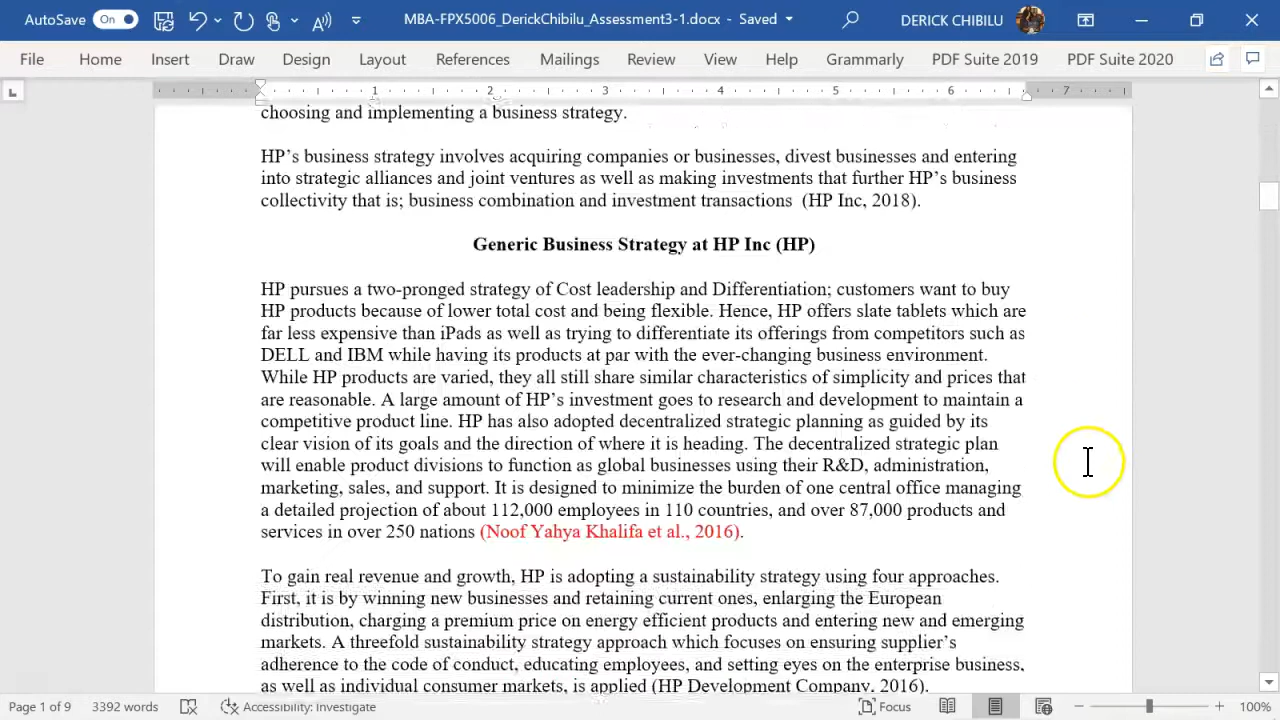 AutoSave On MBA-FPX5006_DerickChibilu_Assessment3-1.docx - Saved DERICK CHIBILU
File Home Insert Draw Design Layout References Mailings Review View Help Grammarly PDF Suite 2019 PDF Suite 2020
1 2 3 4 5 6 7
choosing and implementing a business strategy.
HP's business strategy involves acquiring companies or businesses, divest businesses and entering
into strategic alliances and joint ventures as well as making investments that further HP's business
collectivity that is; business combination and investment transactions (HP Inc, 2018).
Generic Business Strategy at HP Inc (HP)
HP pursues a two-pronged strategy of Cost leadership and Differentiation; customers want to buy
HP products because of lower total cost and being flexible. Hence, HP offers slate tablets which are
far less expensive than iPads as well as trying to differentiate its offerings from competitors such as
DELL and IBM while having its products at par with the ever-changing business environment.
While HP products are varied, they all still share similar characteristics of simplicity and prices that
are reasonable. A large amount of HP's investment goes to research and development to maintain a
competitive product line. HP has also adopted decentralized strategic planning as guided by its
clear vision of its goals and the direction of where it is heading. The decentralized strategic plan
will enable product divisions to function as global businesses using their R&D, administration,
marketing, sales, and support. It is designed to minimize the burden of one central office managing
a detailed projection of about 112,000 employees in 110 countries, and over 87,000 products and
services in over 250 nations (Noof Yahya Khalifa et al., 2016).
To gain real revenue and growth, HP is adopting a sustainability strategy using four approaches.
First, it is by winning new businesses and retaining current ones, enlarging the European
distribution, charging a premium price on energy efficient products and entering new and emerging
markets. A threefold sustainability strategy approach which focuses on ensuring supplier's
adherence to the code of conduct, educating employees, and setting eyes on the enterprise business,
as well as individual consumer markets, is applied (HP Development Company, 2016).
Page 1 of 9 3392 words Accessibility: Investigate Focus 100%